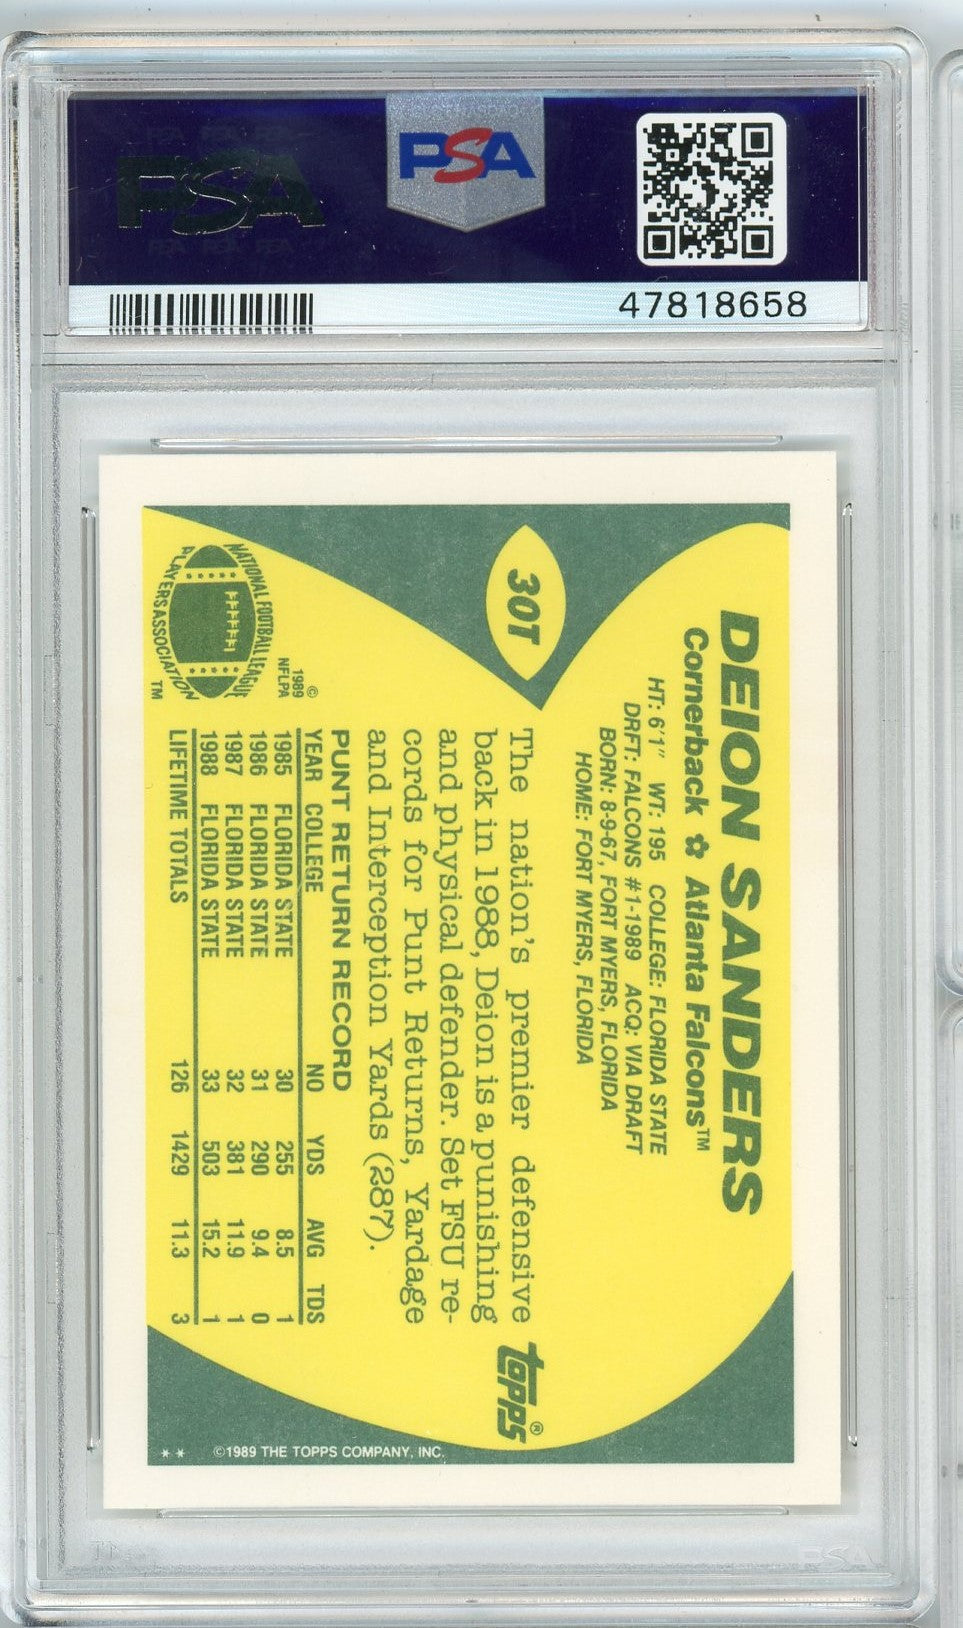 PSA
PSA
47818658
30T
DEION SANDERS
Cornerback ✿ Atlanta Falcons™
HT: 6'1" WT: 195 COLLEGE: FLORIDA STATE
DRFT: FALCONS #1-1989 ACQ: VIA DRAFT
BORN: 8-9-67, FORT MYERS, FLORIDA
HOME: FORT MYERS, FLORIDA
The nation's premier defensive
back in 1988, Deion is a punishing
and physical defender. Set FSU re-
cords for Punt Returns, Yardage
and Interception Yards (287).
topps®
PUNT RETURN RECORD
YEAR COLLEGE NO YDS AVG TDS
1985 FLORIDA STATE 30 255 8.5 1
1986 FLORIDA STATE 31 290 9.4 0
1987 FLORIDA STATE 32 381 11.9 1
1988 FLORIDA STATE 33 503 15.2 1
LIFETIME TOTALS 126 1429 11.3 3
NATIONAL FOOTBALL LEAGUE
PLAYERS ASSOCIATION
TM
©
1989
NFLPA
** ©1989 THE TOPPS COMPANY, INC.
PSA